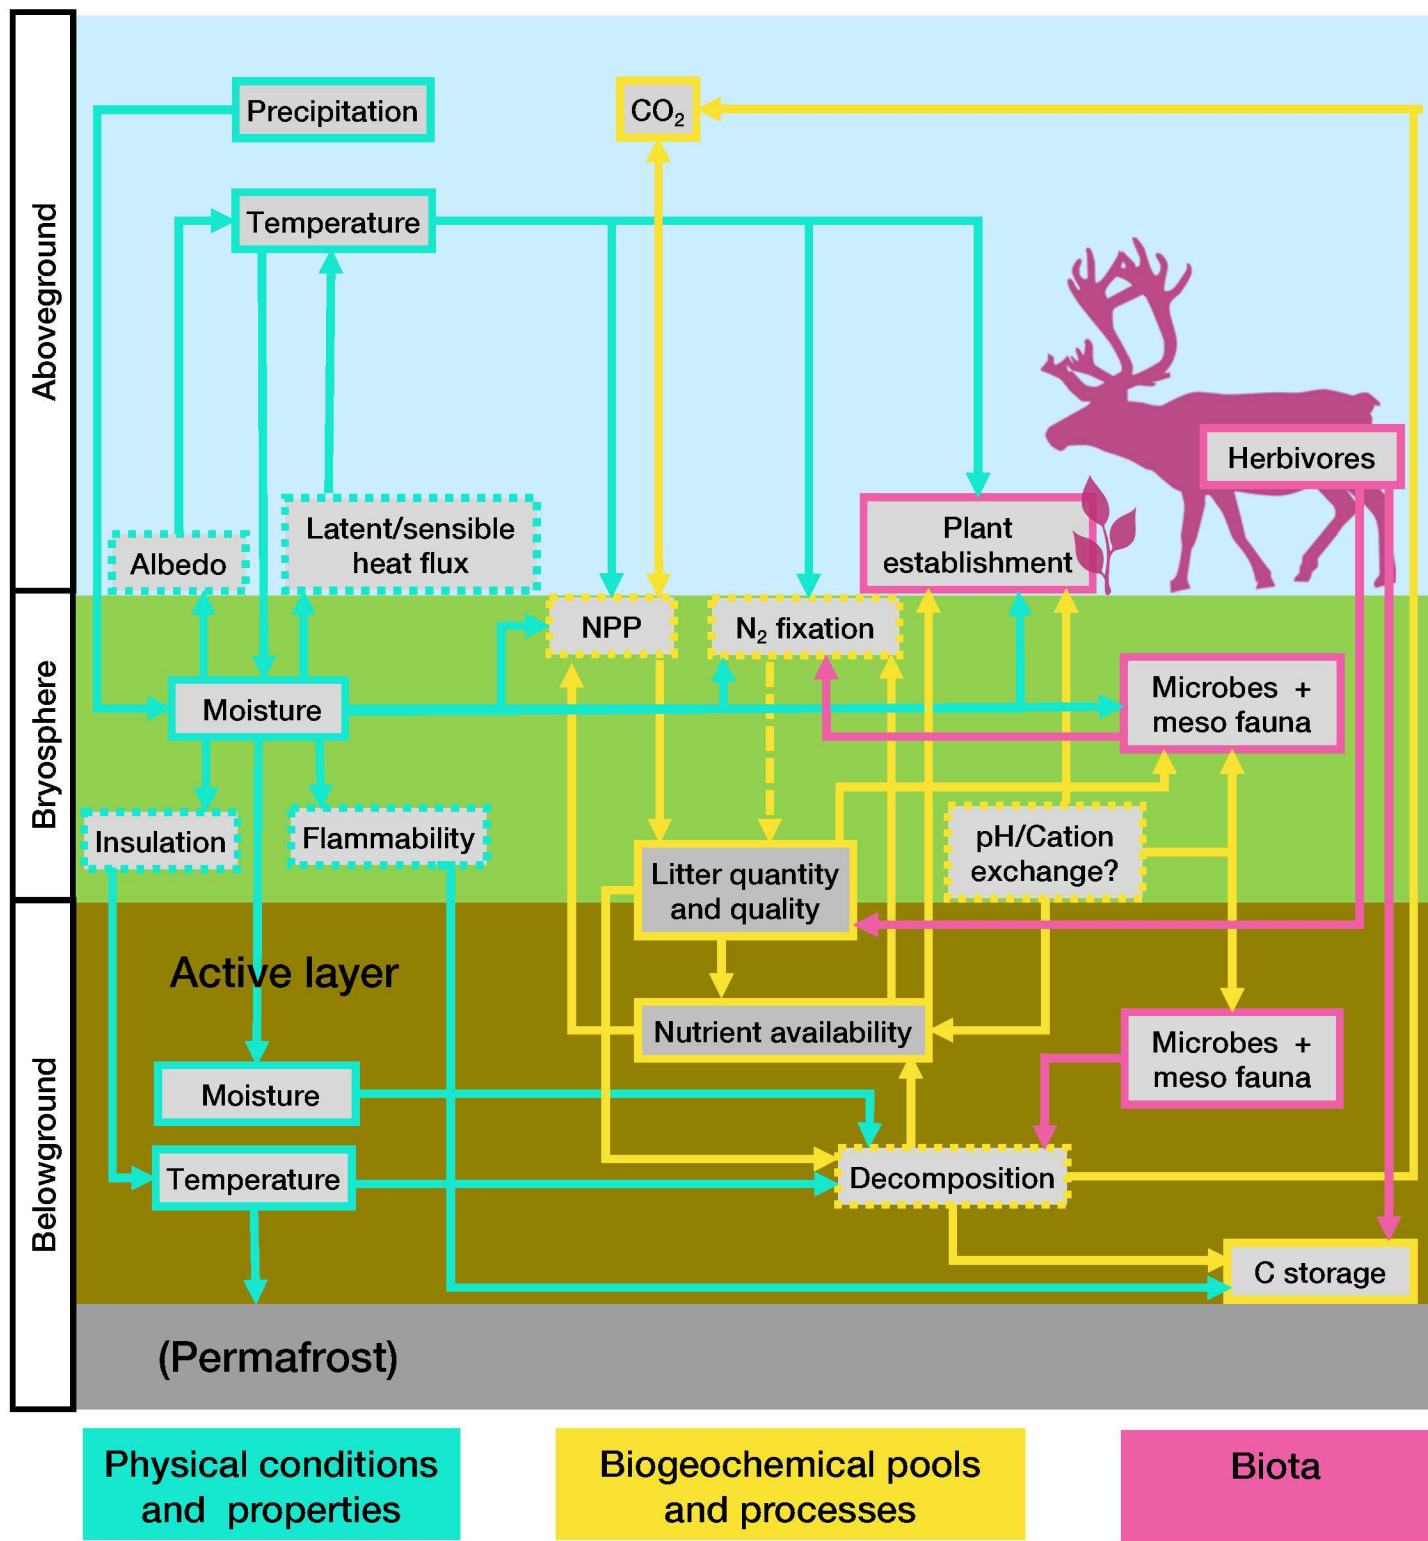 Aboveground
Precipitation
CO₂
Temperature
Herbivores
Albedo
Latent/sensible
heat flux
Plant
establishment
Bryosphere
NPP
N₂ fixation
Moisture
Microbes +
meso fauna
Insulation
Flammability
Litter quantity
and quality
pH/Cation
exchange?
Belowground
Active layer
Nutrient availability
Microbes +
meso fauna
Moisture
Temperature
Decomposition
C storage
(Permafrost)
Physical conditions
and properties
Biogeochemical pools
and processes
Biota